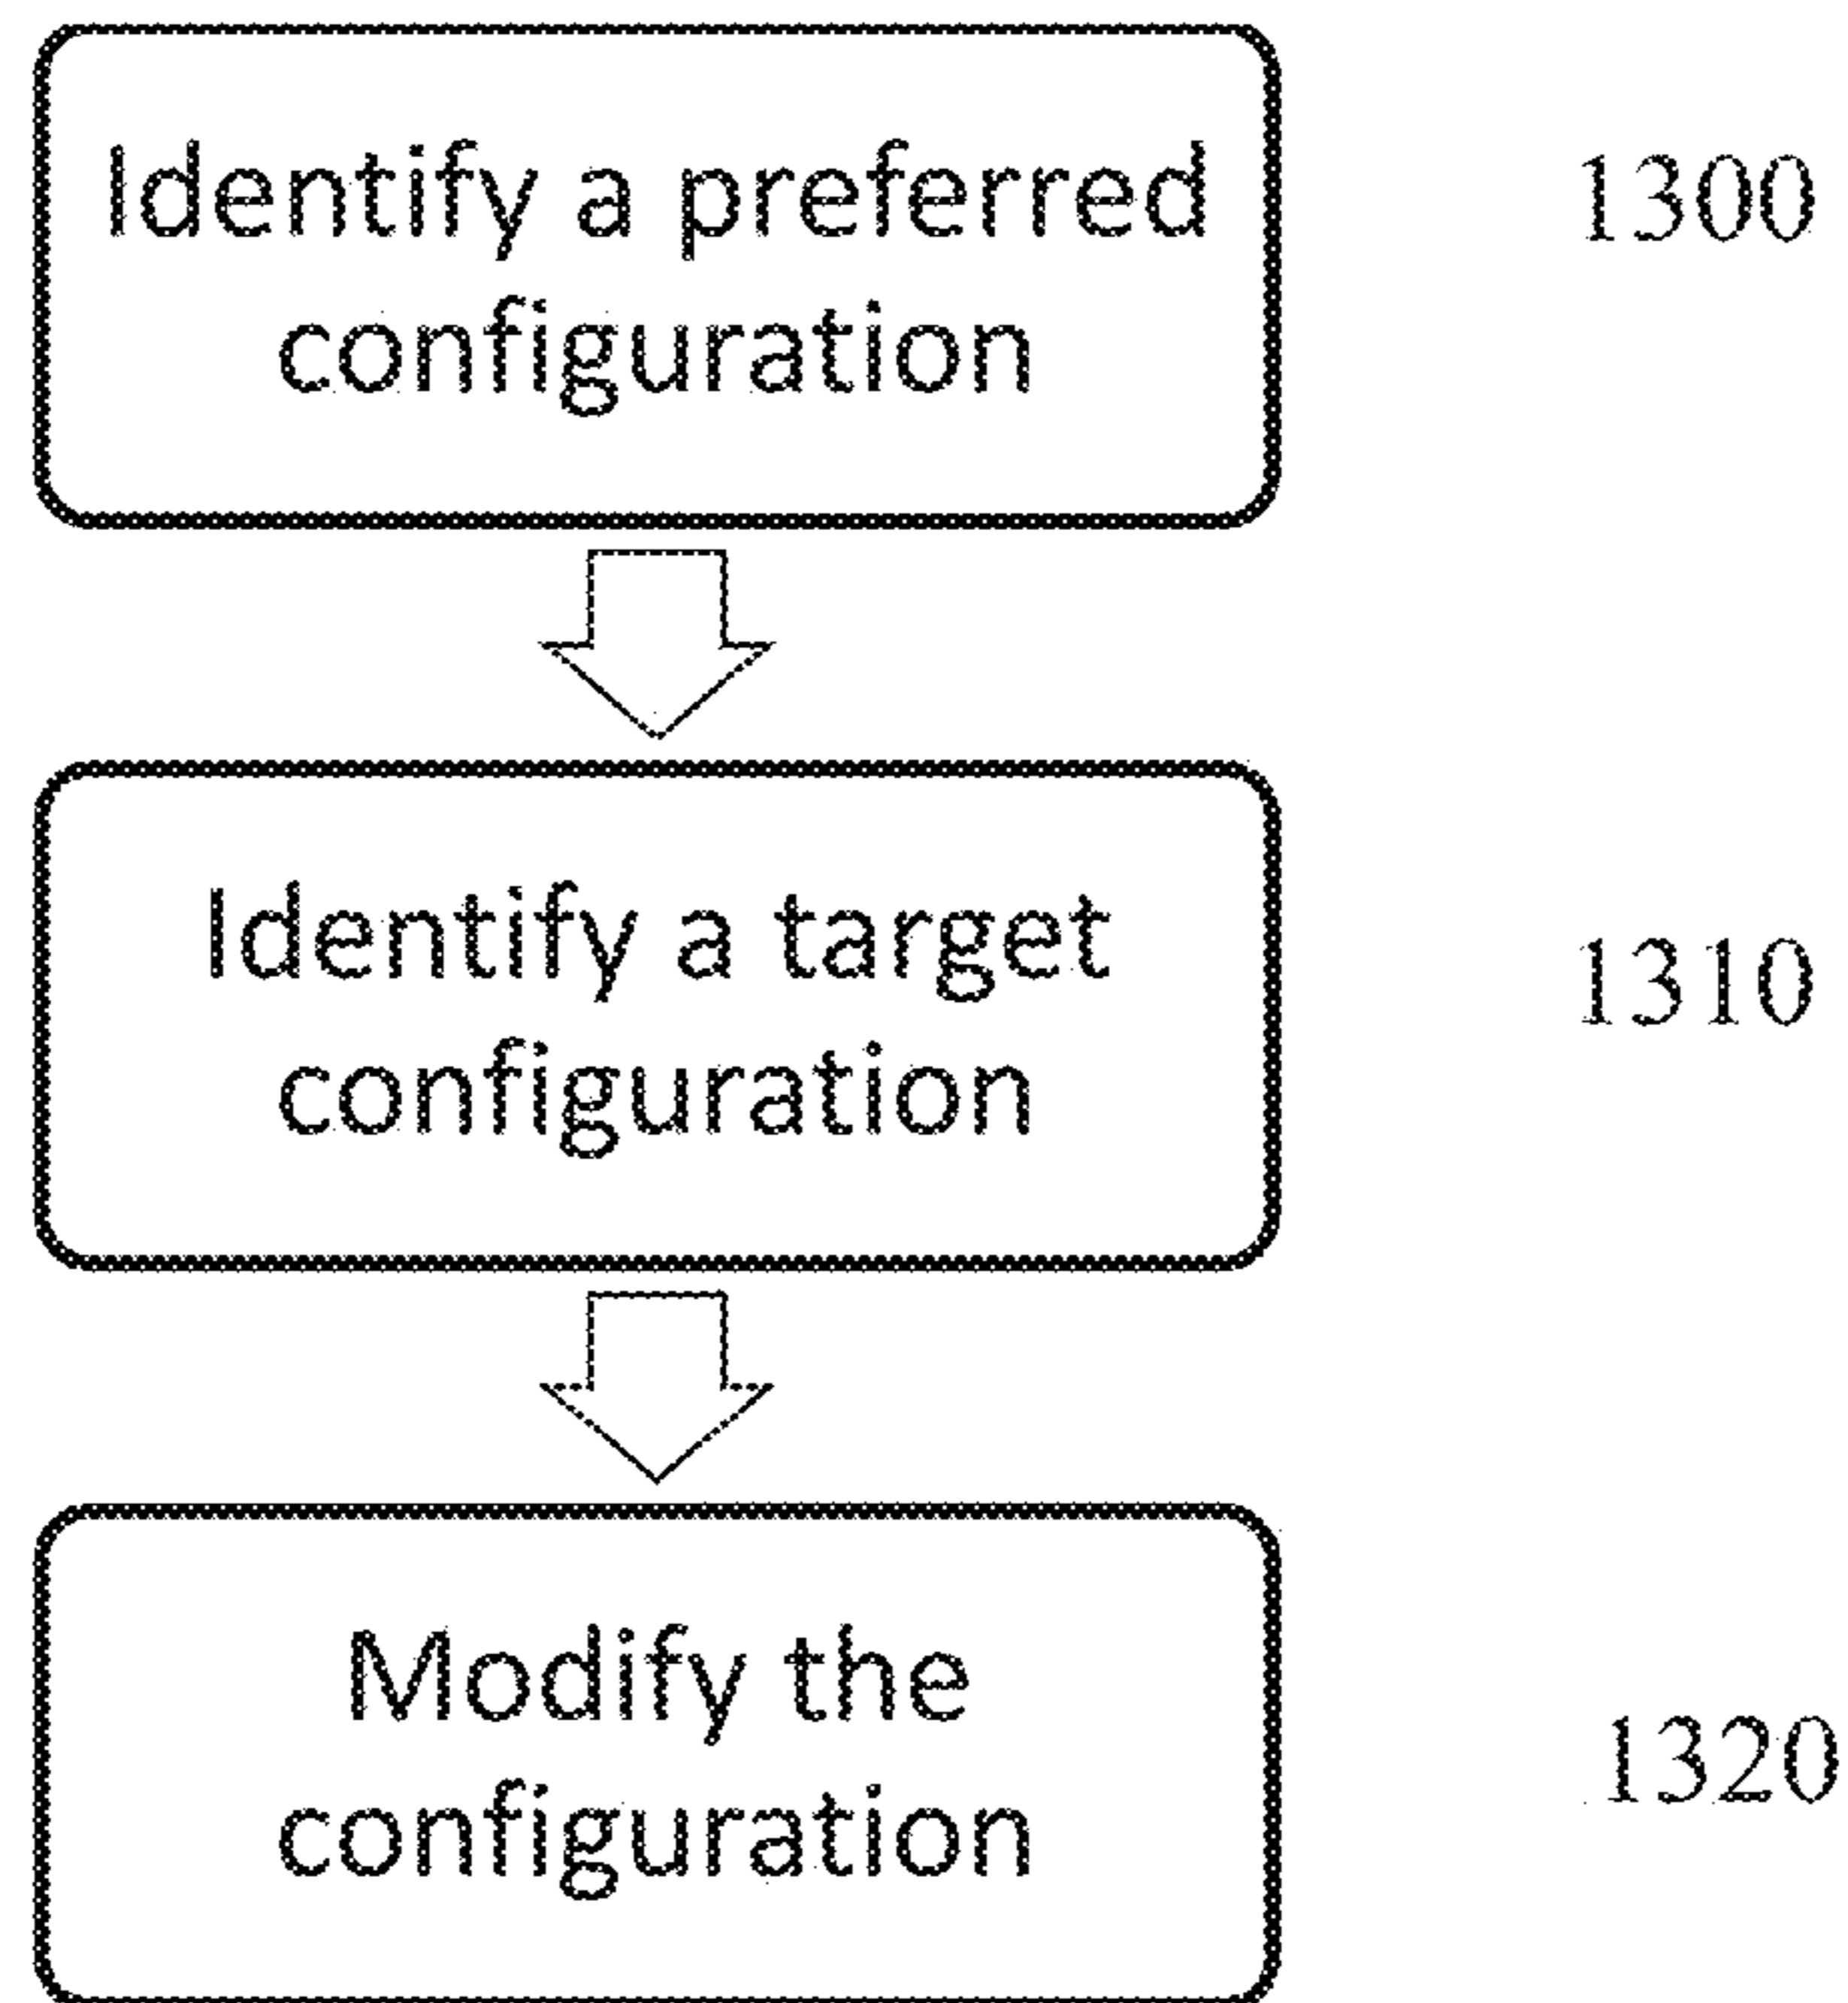 Identify a preferred
configuration
1300
Identify a target
configuration
1310
Modify the
configuration
1320